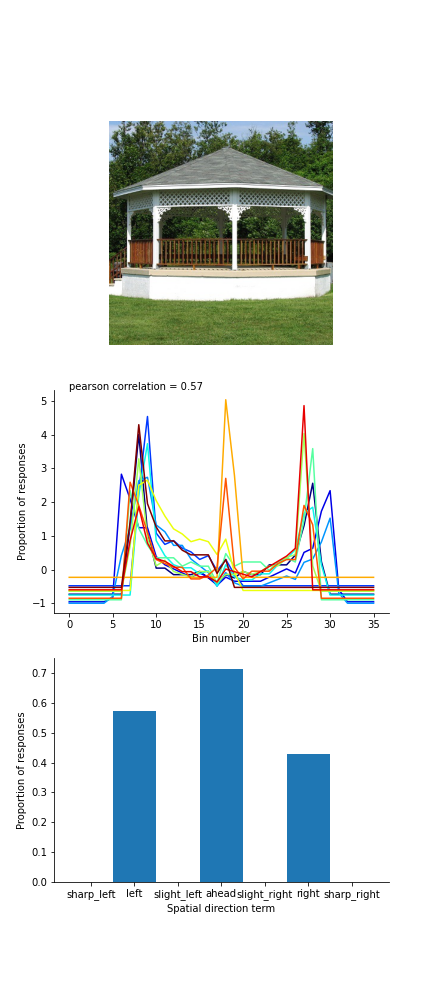 pearson correlation = 0.57
5
4
3
2
1
0
−1
Proportion of responses
0 5 10 15 20 25 30 35
Bin number
0.7
0.6
0.5
0.4
0.3
0.2
0.1
0.0
Proportion of responses
sharp_left left slight_left ahead slight_right right sharp_right
Spatial direction term